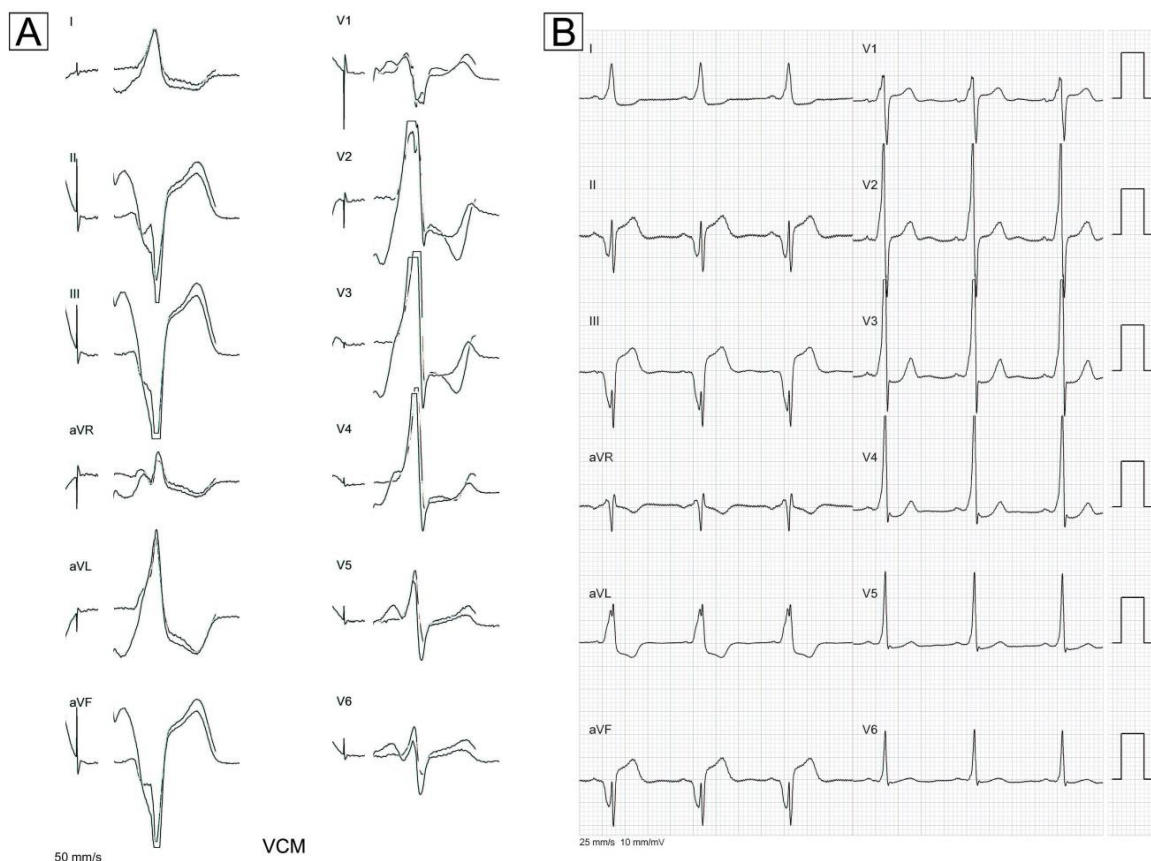 A
I
II
III
aVR
aVL
aVF
50 mm/s
V1
V2
V3
V4
V5
V6
VCM
B
I
II
III
aVR
aVL
aVF
25 mm/s 10 mm/mV
V1
V2
V3
V4
V5
V6